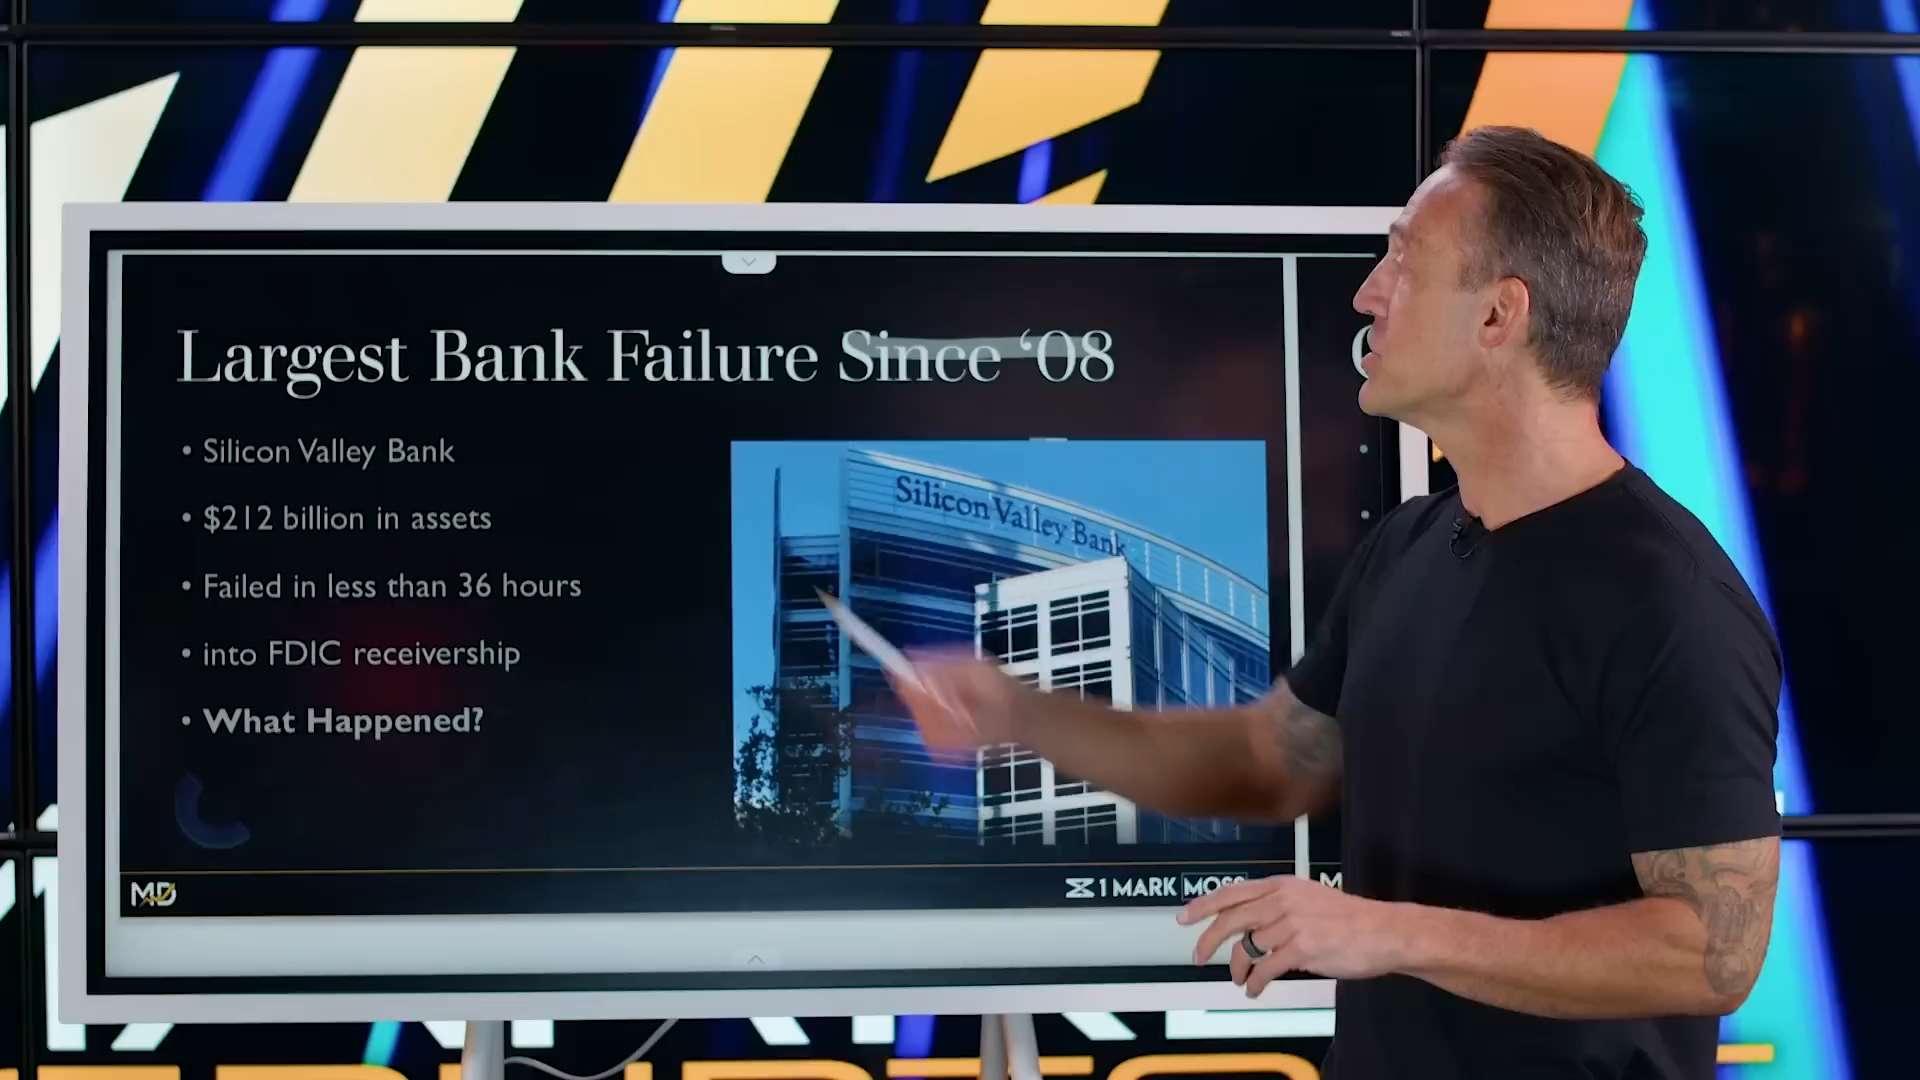 Largest Bank Failure Since ‘08
• Silicon Valley Bank
• $212 billion in assets
• Failed in less than 36 hours
• into FDIC receivership
• What Happened?
Silicon Valley Bank
MD
1 MARK MOSS
M